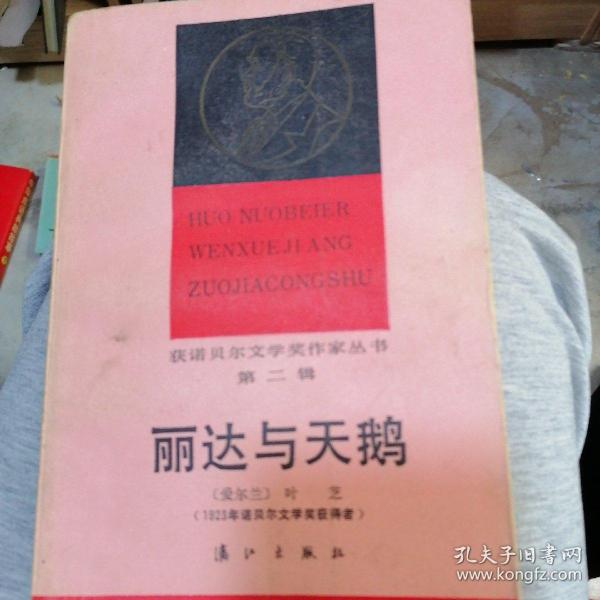 HUO NUOBEIER
WENXUEJIANG
ZUOJIACONGSHU
获诺贝尔文学奖作家丛书
第二辑
丽达与天鹅
〔爱尔兰〕叶 芝
(1923年诺贝尔文学奖获得者)
漓江出版社
孔夫子旧书网
www.kongfz.com